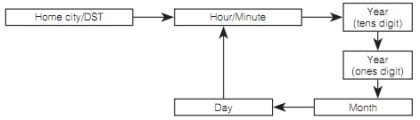 Home city/DST
Hour/Minute
Year
(tens digit)
Year
(ones digit)
Month
Day